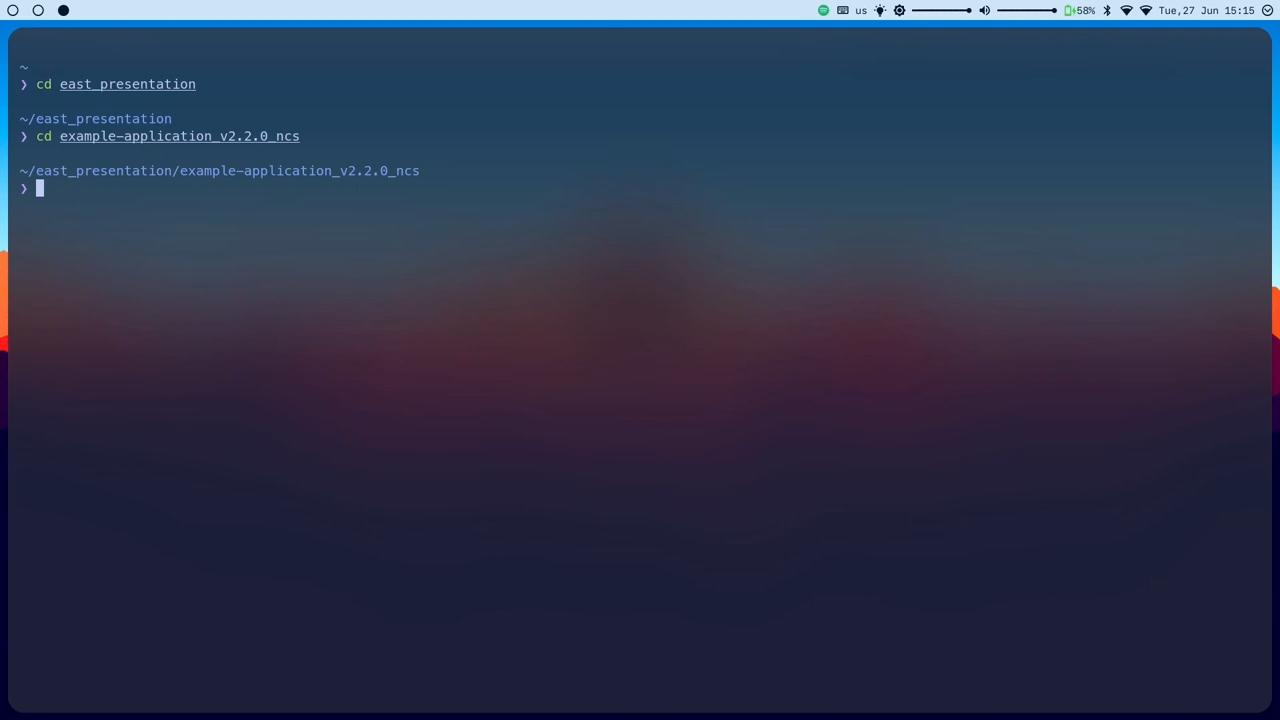 us 58% Tue,27 Jun 15:15
~
❯ cd east_presentation
~/east_presentation
❯ cd example-application_v2.2.0_ncs
~/east_presentation/example-application_v2.2.0_ncs
❯